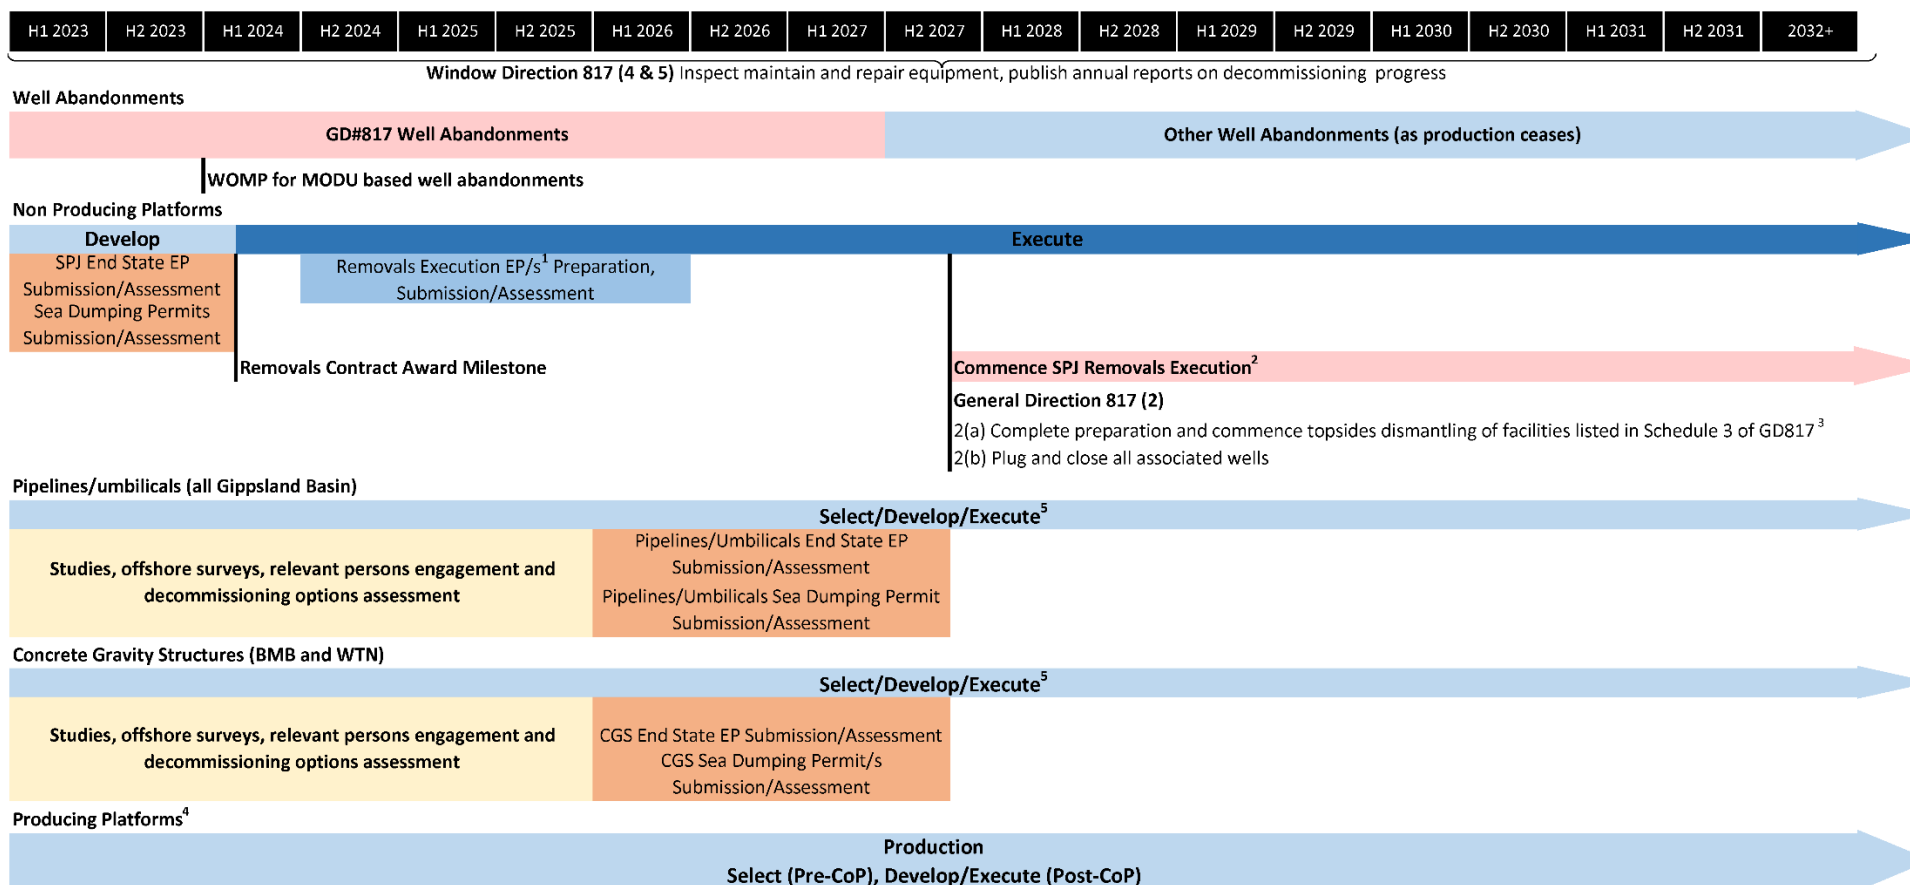 H1 2023 H2 2023 H1 2024 H2 2024 H1 2025 H2 2025 H1 2026 H2 2026 H1 2027 H2 2027 H1 2028 H2 2028 H1 2029 H2 2029 H1 2030 H2 2030 H1 2031 H2 2031 2032+
Window Direction 817 (4 & 5) Inspect maintain and repair equipment, publish annual reports on decommissioning progress
Well Abandonments
GD#817 Well Abandonments
Other Well Abandonments (as production ceases)
WOMP for MODU based well abandonments
Non Producing Platforms
Develop
Execute
SPJ End State EP
Submission/Assessment
Sea Dumping Permits
Submission/Assessment
Removals Execution EP/s¹ Preparation,
Submission/Assessment
Removals Contract Award Milestone
Commence SPJ Removals Execution²
General Direction 817 (2)
2(a) Complete preparation and commence topsides dismantling of facilities listed in Schedule 3 of GD817³
2(b) Plug and close all associated wells
Pipelines/umbilicals (all Gippsland Basin)
Select/Develop/Execute⁵
Studies, offshore surveys, relevant persons engagement and
decommissioning options assessment
Pipelines/Umbilicals End State EP
Submission/Assessment
Pipelines/Umbilicals Sea Dumping Permit
Submission/Assessment
Concrete Gravity Structures (BMB and WTN)
Select/Develop/Execute⁵
Studies, offshore surveys, relevant persons engagement and
decommissioning options assessment
CGS End State EP Submission/Assessment
CGS Sea Dumping Permit/s
Submission/Assessment
Producing Platforms⁴
Production
Select (Pre-CoP), Develop/Execute (Post-CoP)